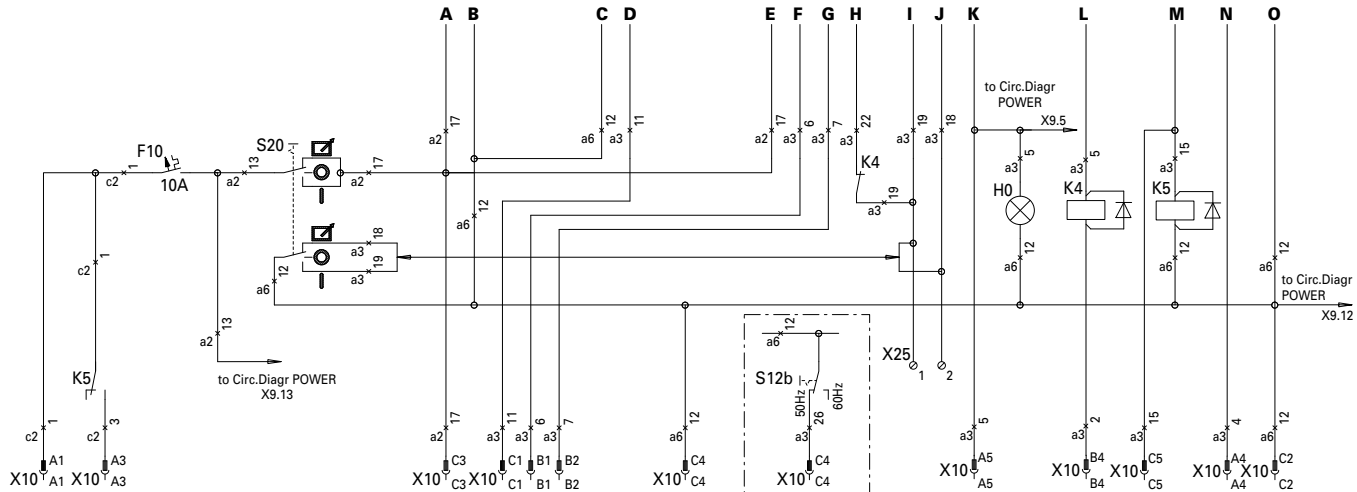 A B C D E F G H I J K L M N O
to Circ.Diagr
POWER
X9.5
a2 17
a6 12
a3 11
a2 17
a3 6
a3 7
a3 22
a3 19
a3 18
F10
10A
c2 1
a2 13
S20
a2 17
K4
a3 19
a3 5
H0
a6 12
a3 5
K4
a3 15
K5
a6 12
a6 12
a6 12
a3 18
a3 19
a6 12
c2 1
to Circ.Diagr
POWER
X9.12
a2 13
to Circ.Diagr POWER
X9.13
K5
a6 12
S12b
50Hz
60Hz
X25
1
2
c2 1
c2 3
a2 17
a3 11
a3 6
a3 7
a6 12
a3 26
a3 5
a3 2
a3 15
a3 4
a6 12
A1 A3 C3 C1 B1 B2 C4 C4 A5 B4 C5 A4 C2
X10 X10 X10 X10 X10 X10 X10 X10 X10 X10 X10
A1 A3 C3 C1 B1 B2 C4 C4 A5 B4 C5 A4 C2